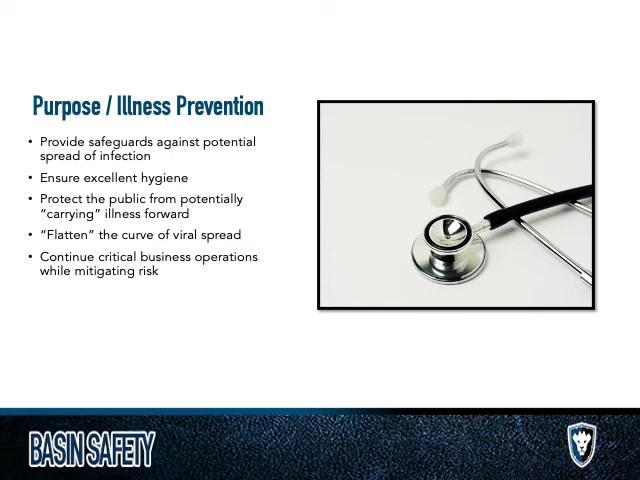 Purpose / Illness Prevention
• Provide safeguards against potential
spread of infection
• Ensure excellent hygiene
• Protect the public from potentially
“carrying” illness forward
• “Flatten” the curve of viral spread
• Continue critical business operations
while mitigating risk
BASIN SAFETY